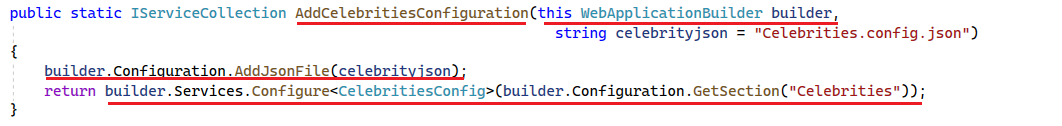 public static IServiceCollection AddCelebritiesConfiguration(this WebApplicationBuilder builder,
string celebrityjson = "Celebrities.config.json")
{
builder.Configuration.AddJsonFile(celebrityjson);
return builder.Services.Configure<CelebritiesConfig>(builder.Configuration.GetSection("Celebrities"));
}